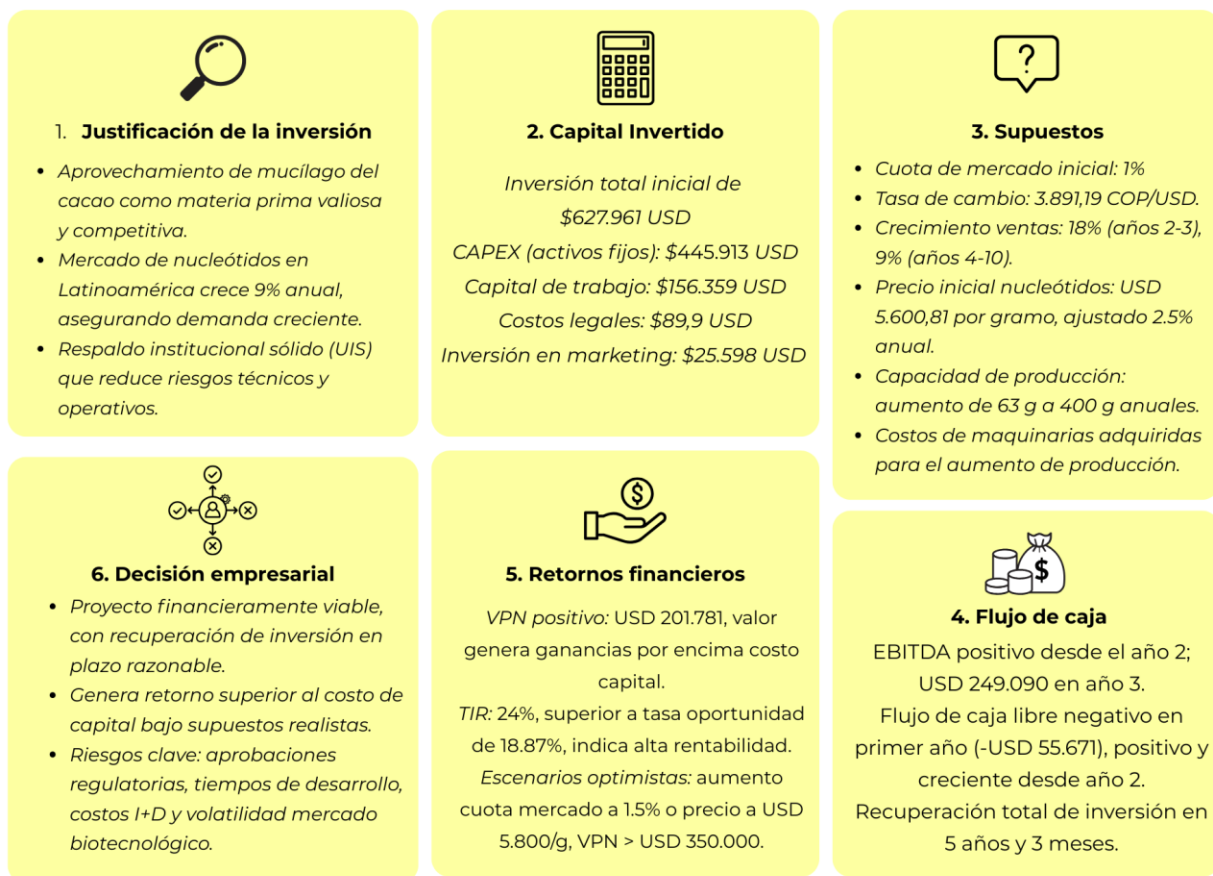 1. Justificación de la inversión
• Aprovechamiento de mucílago del
cacao como materia prima valiosa
y competitiva.
• Mercado de nucleótidos en
Latinoamérica crece 9% anual,
asegurando demanda creciente.
• Respaldo institucional sólido (UIS)
que reduce riesgos técnicos y
operativos.
2. Capital Invertido
Inversión total inicial de
$627.961 USD
CAPEX (activos fijos): $445.913 USD
Capital de trabajo: $156.359 USD
Costos legales: $89,9 USD
Inversión en marketing: $25.598 USD
?
3. Supuestos
• Cuota de mercado inicial: 1%
• Tasa de cambio: 3.891,19 COP/USD.
• Crecimiento ventas: 18% (años 2-3),
9% (años 4-10).
• Precio inicial nucleótidos: USD
5.600,81 por gramo, ajustado 2.5%
anual.
• Capacidad de producción:
aumento de 63 g a 400 g anuales.
• Costos de maquinarias adquiridas
para el aumento de producción.
$
4. Flujo de caja
EBITDA positivo desde el año 2;
USD 249.090 en año 3.
Flujo de caja libre negativo en
primer año (-USD 55.671), positivo y
creciente desde año 2.
Recuperación total de inversión en
5 años y 3 meses.
$
5. Retornos financieros
VPN positivo: USD 201.781, valor
genera ganancias por encima costo
capital.
TIR: 24%, superior a tasa oportunidad
de 18.87%, indica alta rentabilidad.
Escenarios optimistas: aumento
cuota mercado a 1.5% o precio a USD
5.800/g, VPN > USD 350.000.
6. Decisión empresarial
• Proyecto financieramente viable,
con recuperación de inversión en
plazo razonable.
• Genera retorno superior al costo de
capital bajo supuestos realistas.
• Riesgos clave: aprobaciones
regulatorias, tiempos de desarrollo,
costos I+D y volatilidad mercado
biotecnológico.